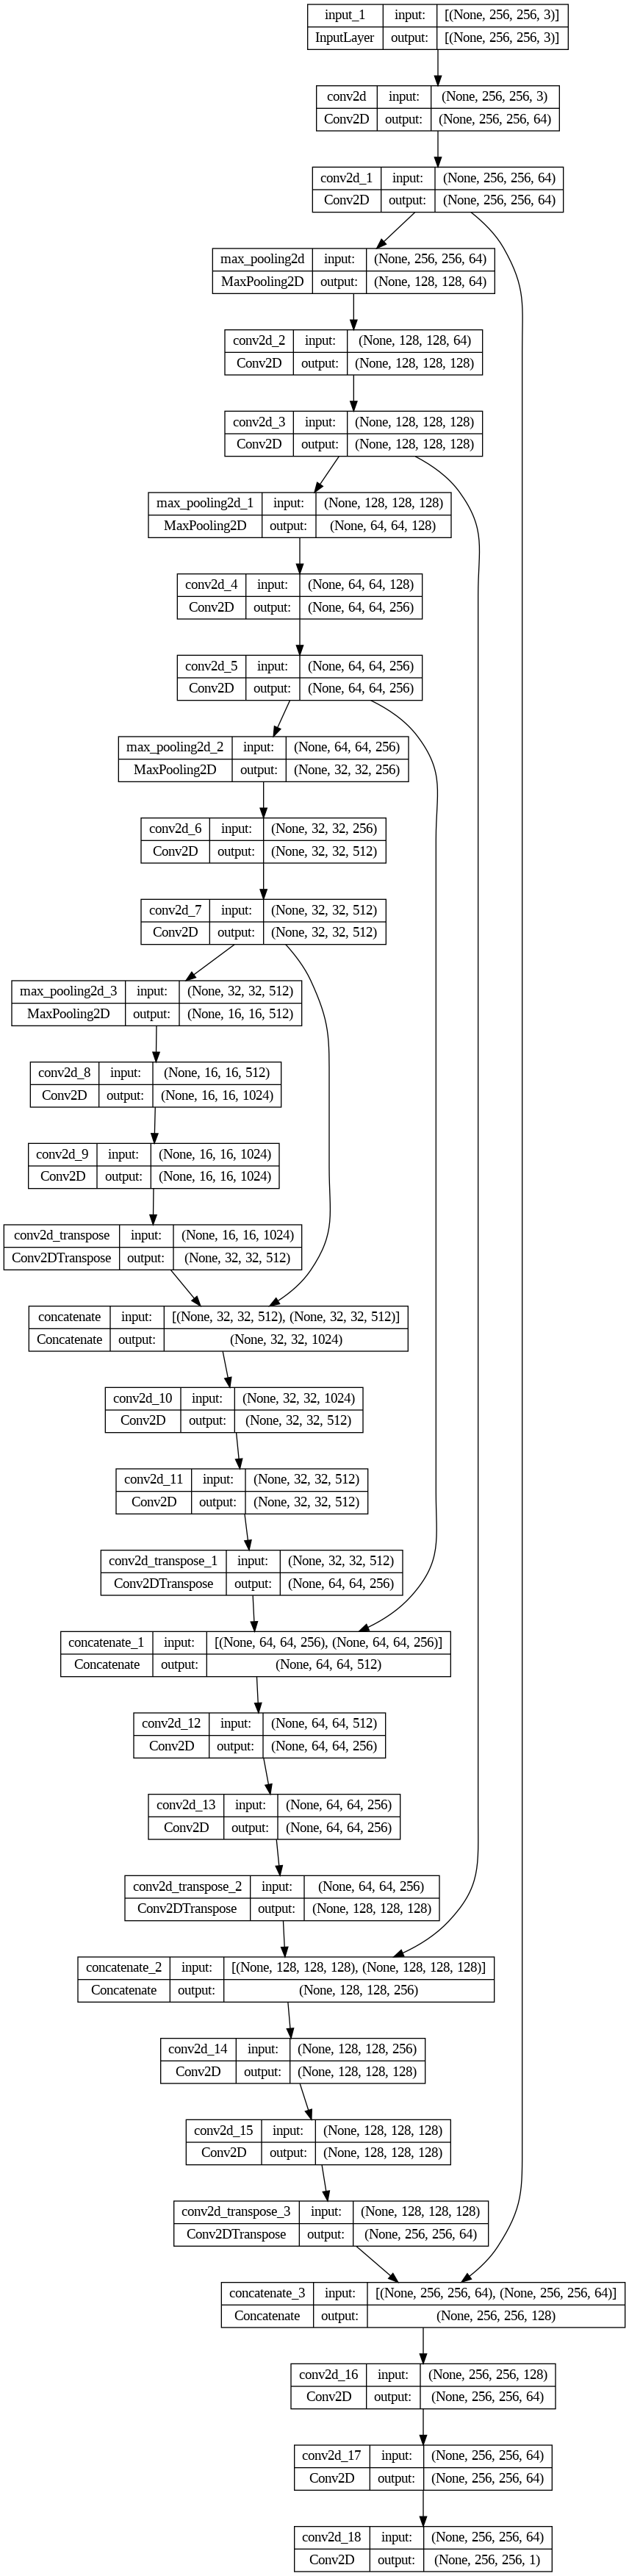 input_1 input: [(None, 256, 256, 3)]
InputLayer output: [(None, 256, 256, 3)]
conv2d input: (None, 256, 256, 3)
Conv2D output: (None, 256, 256, 64)
conv2d_1 input: (None, 256, 256, 64)
Conv2D output: (None, 256, 256, 64)
max_pooling2d input: (None, 256, 256, 64)
MaxPooling2D output: (None, 128, 128, 64)
conv2d_2 input: (None, 128, 128, 64)
Conv2D output: (None, 128, 128, 128)
conv2d_3 input: (None, 128, 128, 128)
Conv2D output: (None, 128, 128, 128)
max_pooling2d_1 input: (None, 128, 128, 128)
MaxPooling2D output: (None, 64, 64, 128)
conv2d_4 input: (None, 64, 64, 128)
Conv2D output: (None, 64, 64, 256)
conv2d_5 input: (None, 64, 64, 256)
Conv2D output: (None, 64, 64, 256)
max_pooling2d_2 input: (None, 64, 64, 256)
MaxPooling2D output: (None, 32, 32, 256)
conv2d_6 input: (None, 32, 32, 256)
Conv2D output: (None, 32, 32, 512)
conv2d_7 input: (None, 32, 32, 512)
Conv2D output: (None, 32, 32, 512)
max_pooling2d_3 input: (None, 32, 32, 512)
MaxPooling2D output: (None, 16, 16, 512)
conv2d_8 input: (None, 16, 16, 512)
Conv2D output: (None, 16, 16, 1024)
conv2d_9 input: (None, 16, 16, 1024)
Conv2D output: (None, 16, 16, 1024)
conv2d_transpose input: (None, 16, 16, 1024)
Conv2DTranspose output: (None, 32, 32, 512)
concatenate input: [(None, 32, 32, 512), (None, 32, 32, 512)]
Concatenate output: (None, 32, 32, 1024)
conv2d_10 input: (None, 32, 32, 1024)
Conv2D output: (None, 32, 32, 512)
conv2d_11 input: (None, 32, 32, 512)
Conv2D output: (None, 32, 32, 512)
conv2d_transpose_1 input: (None, 32, 32, 512)
Conv2DTranspose output: (None, 64, 64, 256)
concatenate_1 input: [(None, 64, 64, 256), (None, 64, 64, 256)]
Concatenate output: (None, 64, 64, 512)
conv2d_12 input: (None, 64, 64, 512)
Conv2D output: (None, 64, 64, 256)
conv2d_13 input: (None, 64, 64, 256)
Conv2D output: (None, 64, 64, 256)
conv2d_transpose_2 input: (None, 64, 64, 256)
Conv2DTranspose output: (None, 128, 128, 128)
concatenate_2 input: [(None, 128, 128, 128), (None, 128, 128, 128)]
Concatenate output: (None, 128, 128, 256)
conv2d_14 input: (None, 128, 128, 256)
Conv2D output: (None, 128, 128, 128)
conv2d_15 input: (None, 128, 128, 128)
Conv2D output: (None, 128, 128, 128)
conv2d_transpose_3 input: (None, 128, 128, 128)
Conv2DTranspose output: (None, 256, 256, 64)
concatenate_3 input: [(None, 256, 256, 64), (None, 256, 256, 64)]
Concatenate output: (None, 256, 256, 128)
conv2d_16 input: (None, 256, 256, 128)
Conv2D output: (None, 256, 256, 64)
conv2d_17 input: (None, 256, 256, 64)
Conv2D output: (None, 256, 256, 64)
conv2d_18 input: (None, 256, 256, 64)
Conv2D output: (None, 256, 256, 1)